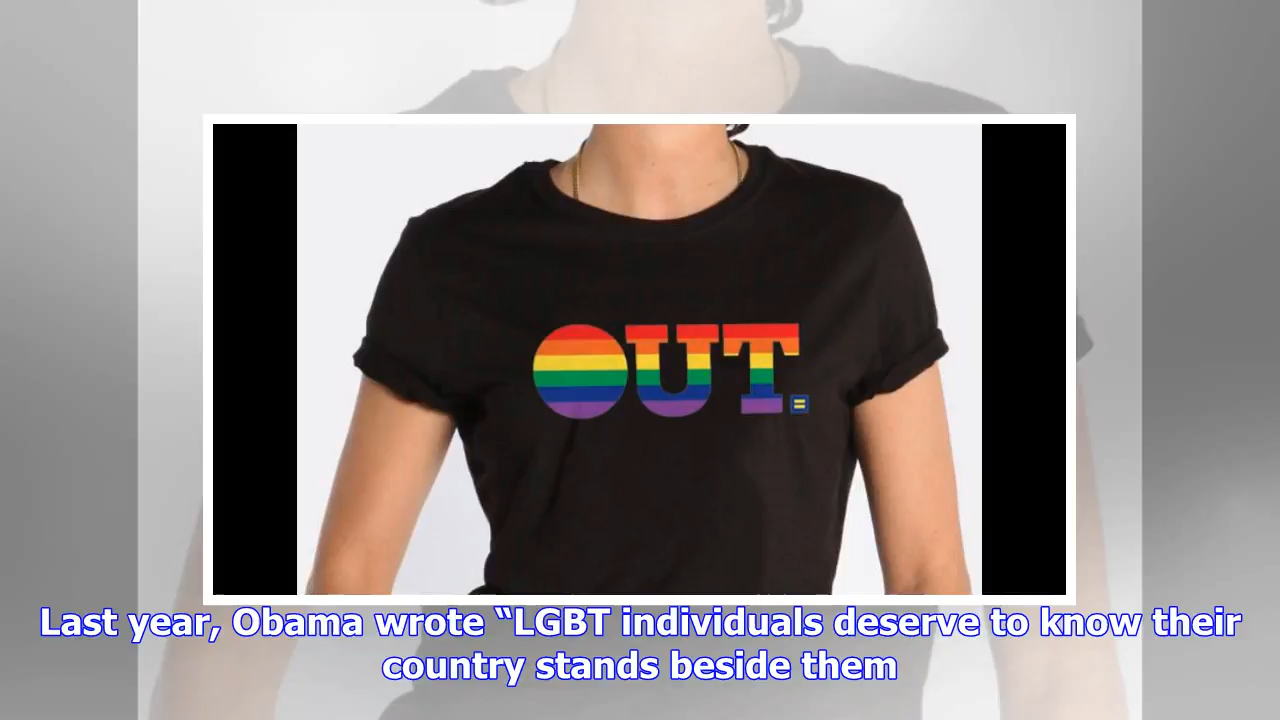 OUT.
Last year, Obama wrote “LGBT individuals deserve to know their
country stands beside them